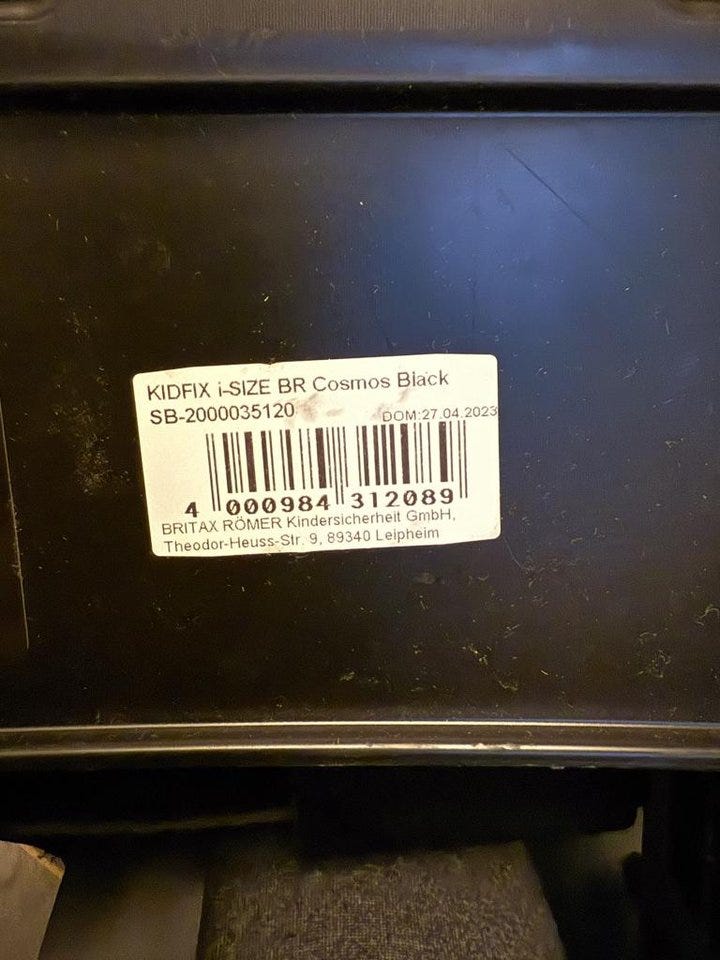 KIDFIX i-SIZE BR Cosmos Black
SB-2000035120
DOM:27.04.2023
4 000984 312089
BRITAX RÖMER Kindersicherheit GmbH,
Theodor-Heuss-Str. 9, 89340 Leipheim